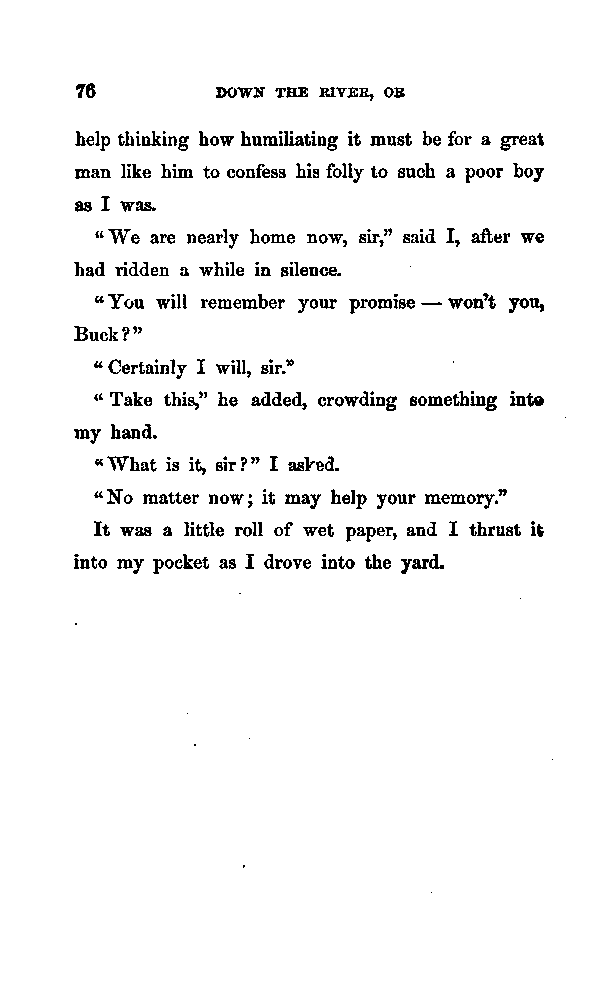 76 DOWN THE RIVER, OR
help thinking how humiliating it must be for a great
man like him to confess his folly to such a poor boy
as I was.
“We are nearly home now, sir,” said I, after we
had ridden a while in silence.
“You will remember your promise — won’t you,
Buck?”
“Certainly I will, sir.”
“Take this,” he added, crowding something into
my hand.
“What is it, sir?” I asked.
“No matter now; it may help your memory.”
It was a little roll of wet paper, and I thrust it
into my pocket as I drove into the yard.